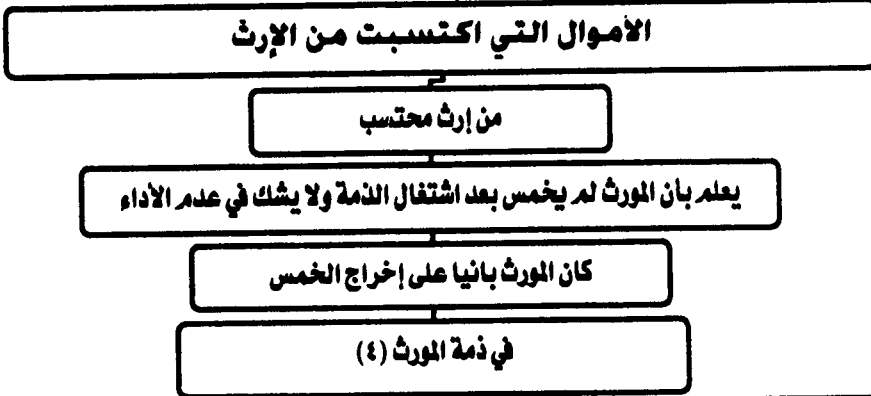 الأموال التي اكتسبت من الإرث
من إرث محتسب
يعلم بأن المورث لم يخمس بعد اشتغال الذمة ولا يشك في عدم الأداء
كان المورث بانيا على إخراج الخمس
في ذمة المورث (٤)